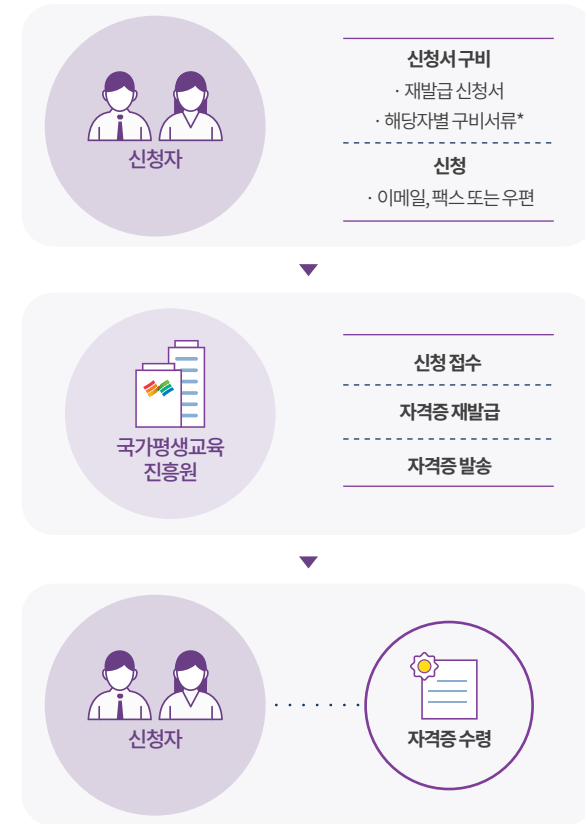 신청자
신청서 구비
· 재발급 신청서
· 해당자별 구비서류*
신청
· 이메일, 팩스 또는 우편
국가평생교육
진흥원
신청 접수
자격증 재발급
자격증 발송
신청자
자격증 수령